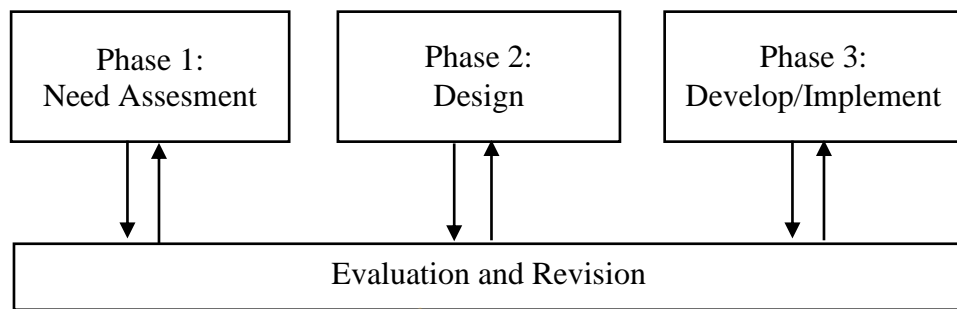 Phase 1:
Need Assesment
Phase 2:
Design
Phase 3:
Develop/Implement
Evaluation and Revision